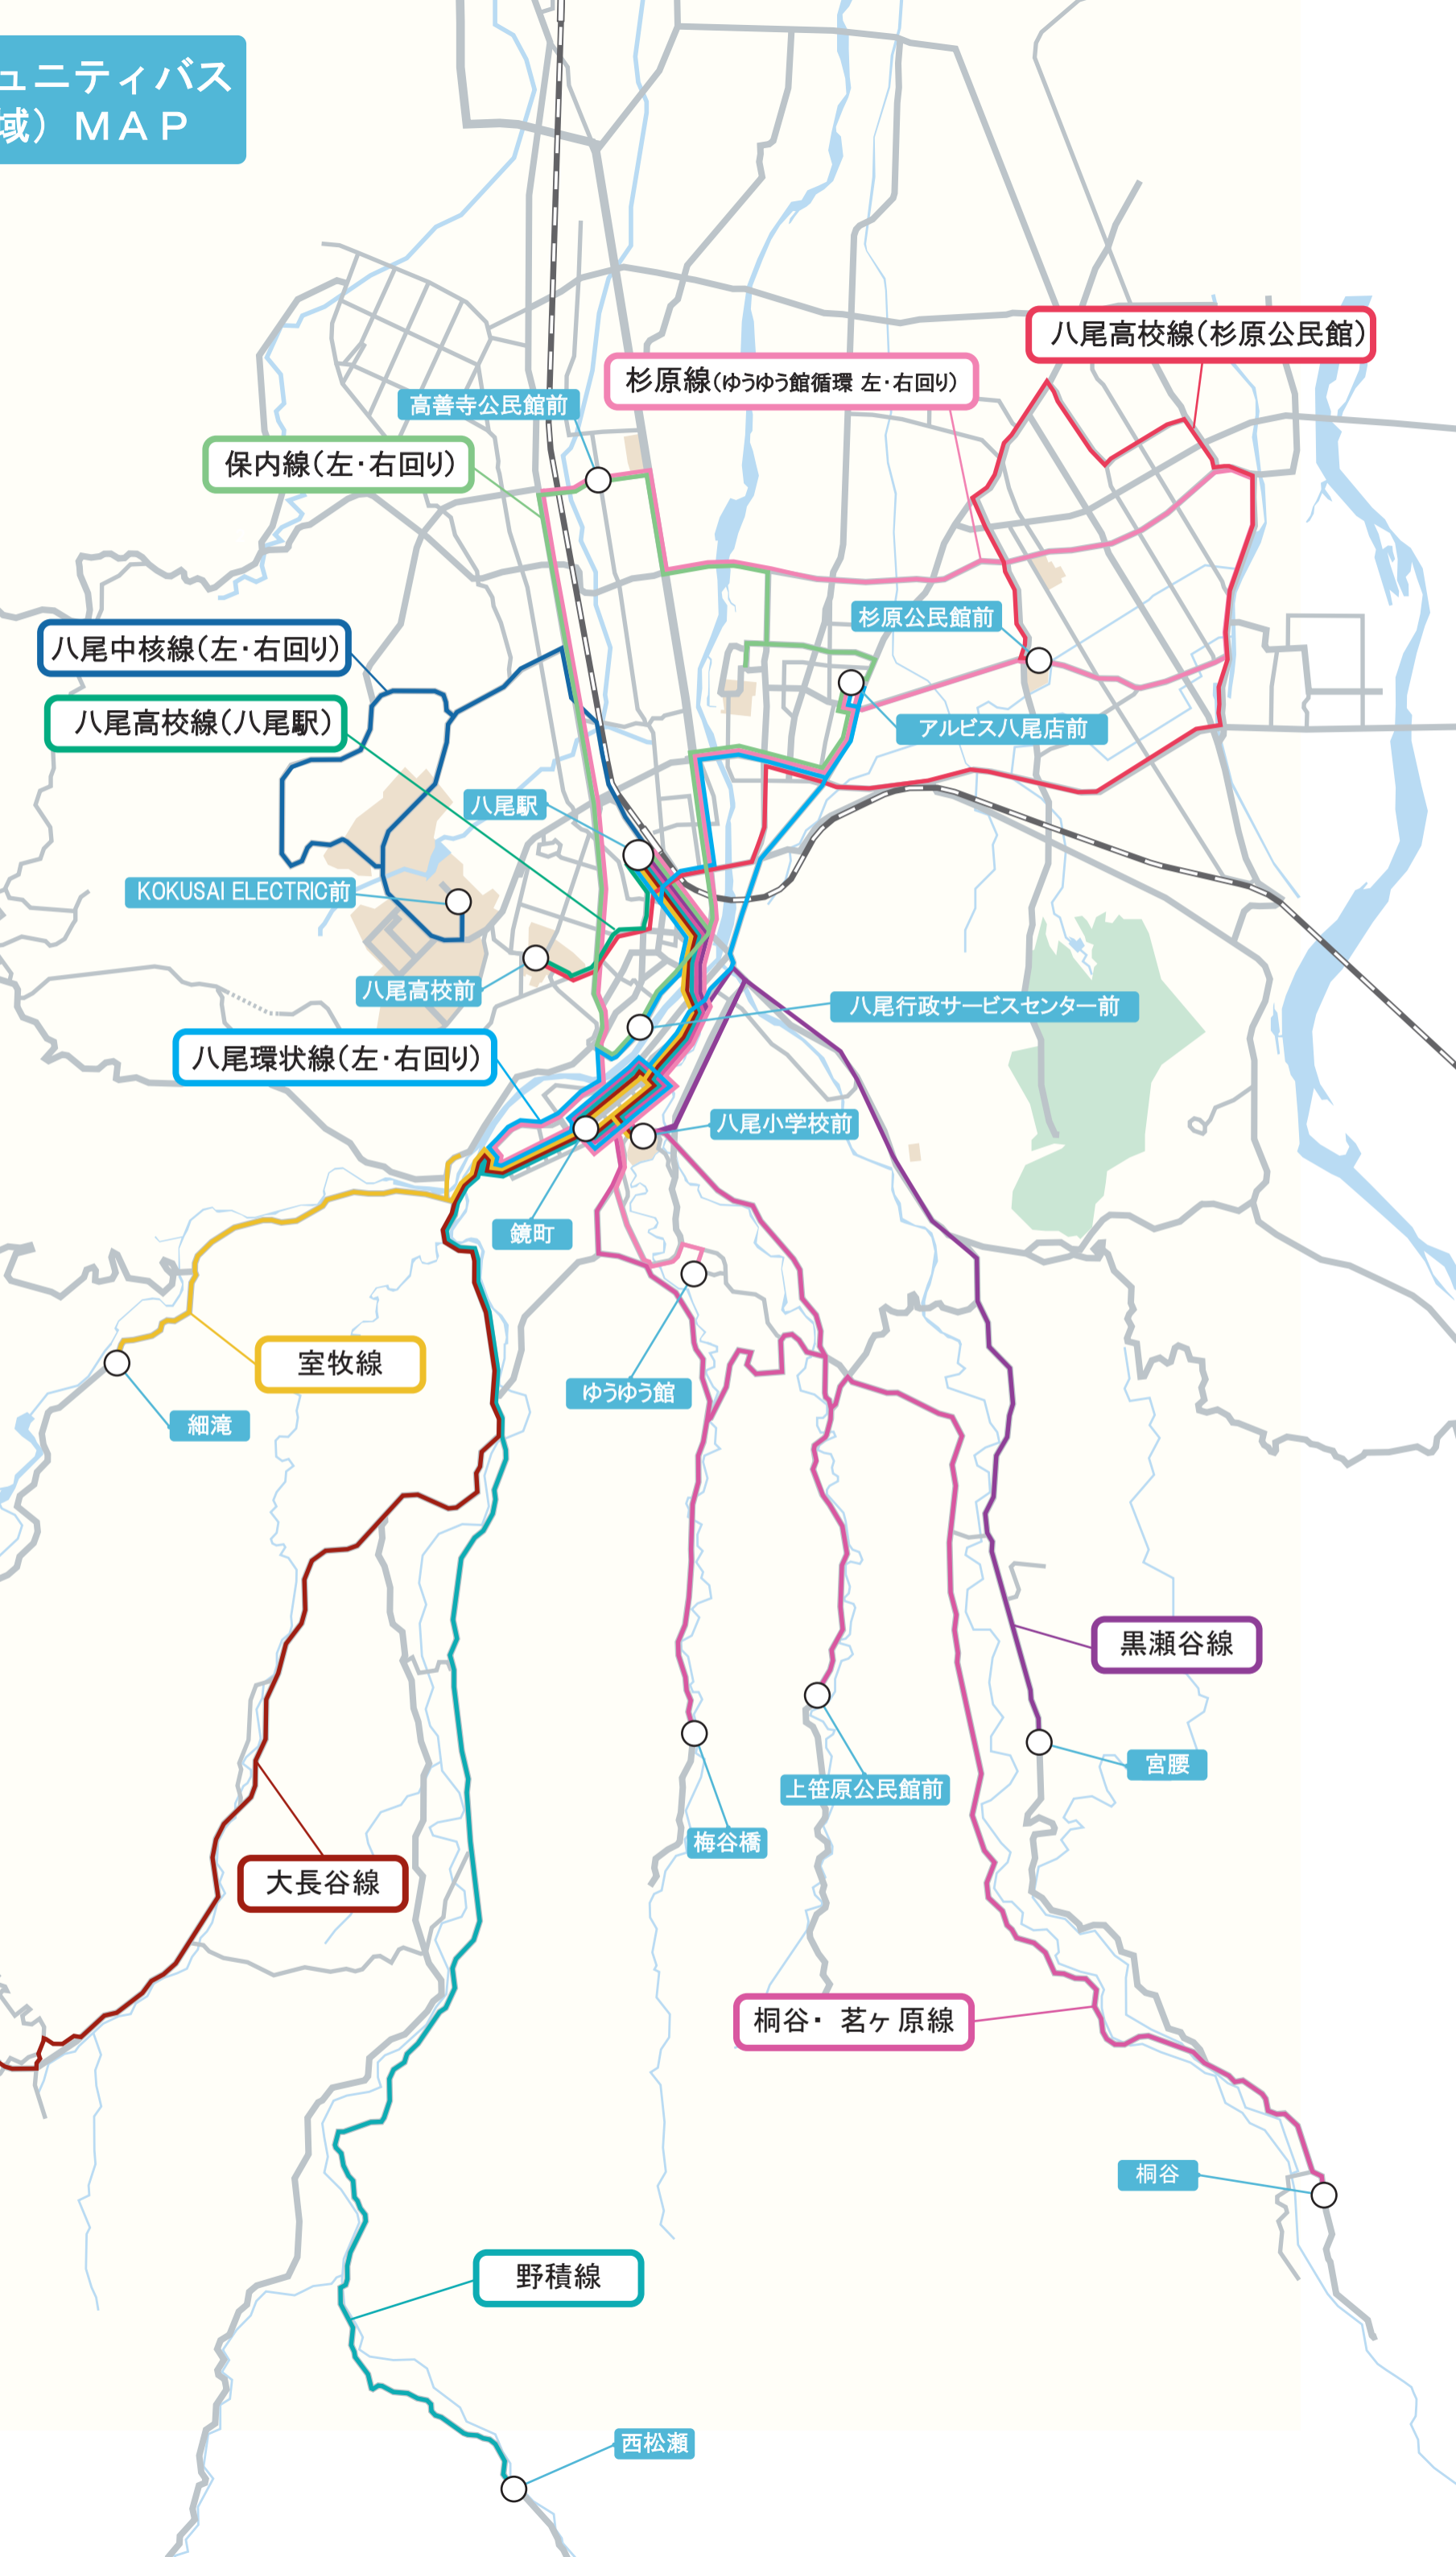 ュニティバス
域）ＭＡＰ
八尾高校線（杉原公民館）
杉原線（ゆうゆう館循環 左・右回り）
高善寺公民館前
保内線（左・右回り）
杉原公民館前
八尾中核線（左・右回り）
八尾高校線（八尾駅）
アルビス八尾店前
八尾駅
KOKUSAI ELECTRIC前
八尾高校前
八尾行政サービスセンター前
八尾環状線（左・右回り）
八尾小学校前
鏡町
室牧線
ゆうゆう館
細滝
黒瀬谷線
宮腰
上笹原公民館前
梅谷橋
大長谷線
桐谷・茗ヶ原線
桐谷
野積線
西松瀬